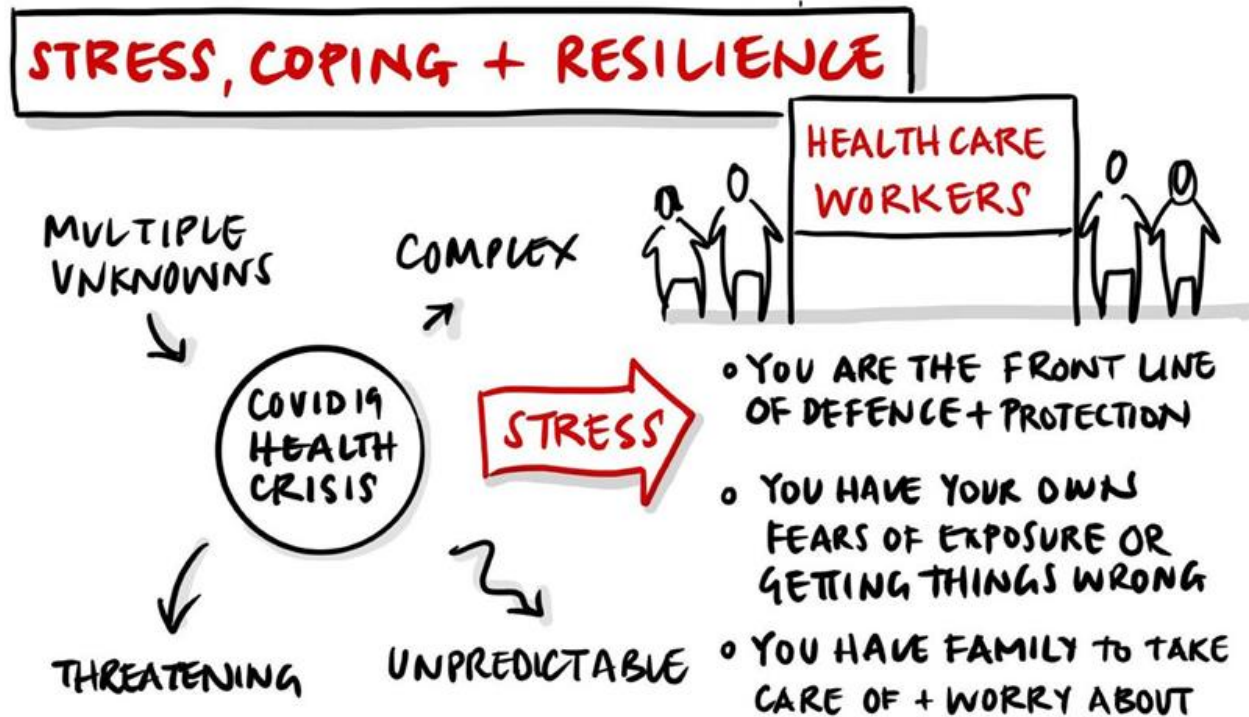 STRESS, COPING + RESILIENCE
HEALTH CARE
WORKERS
MULTIPLE
UNKNOWNS
COMPLEX
COVID19
HEALTH
CRISIS
THREATENING
UNPREDICTABLE
STRESS
• YOU ARE THE FRONT LINE
OF DEFENCE + PROTECTION
• YOU HAVE YOUR OWN
FEARS OF EXPOSURE OR
GETTING THINGS WRONG
• YOU HAVE FAMILY TO TAKE
CARE OF + WORRY ABOUT